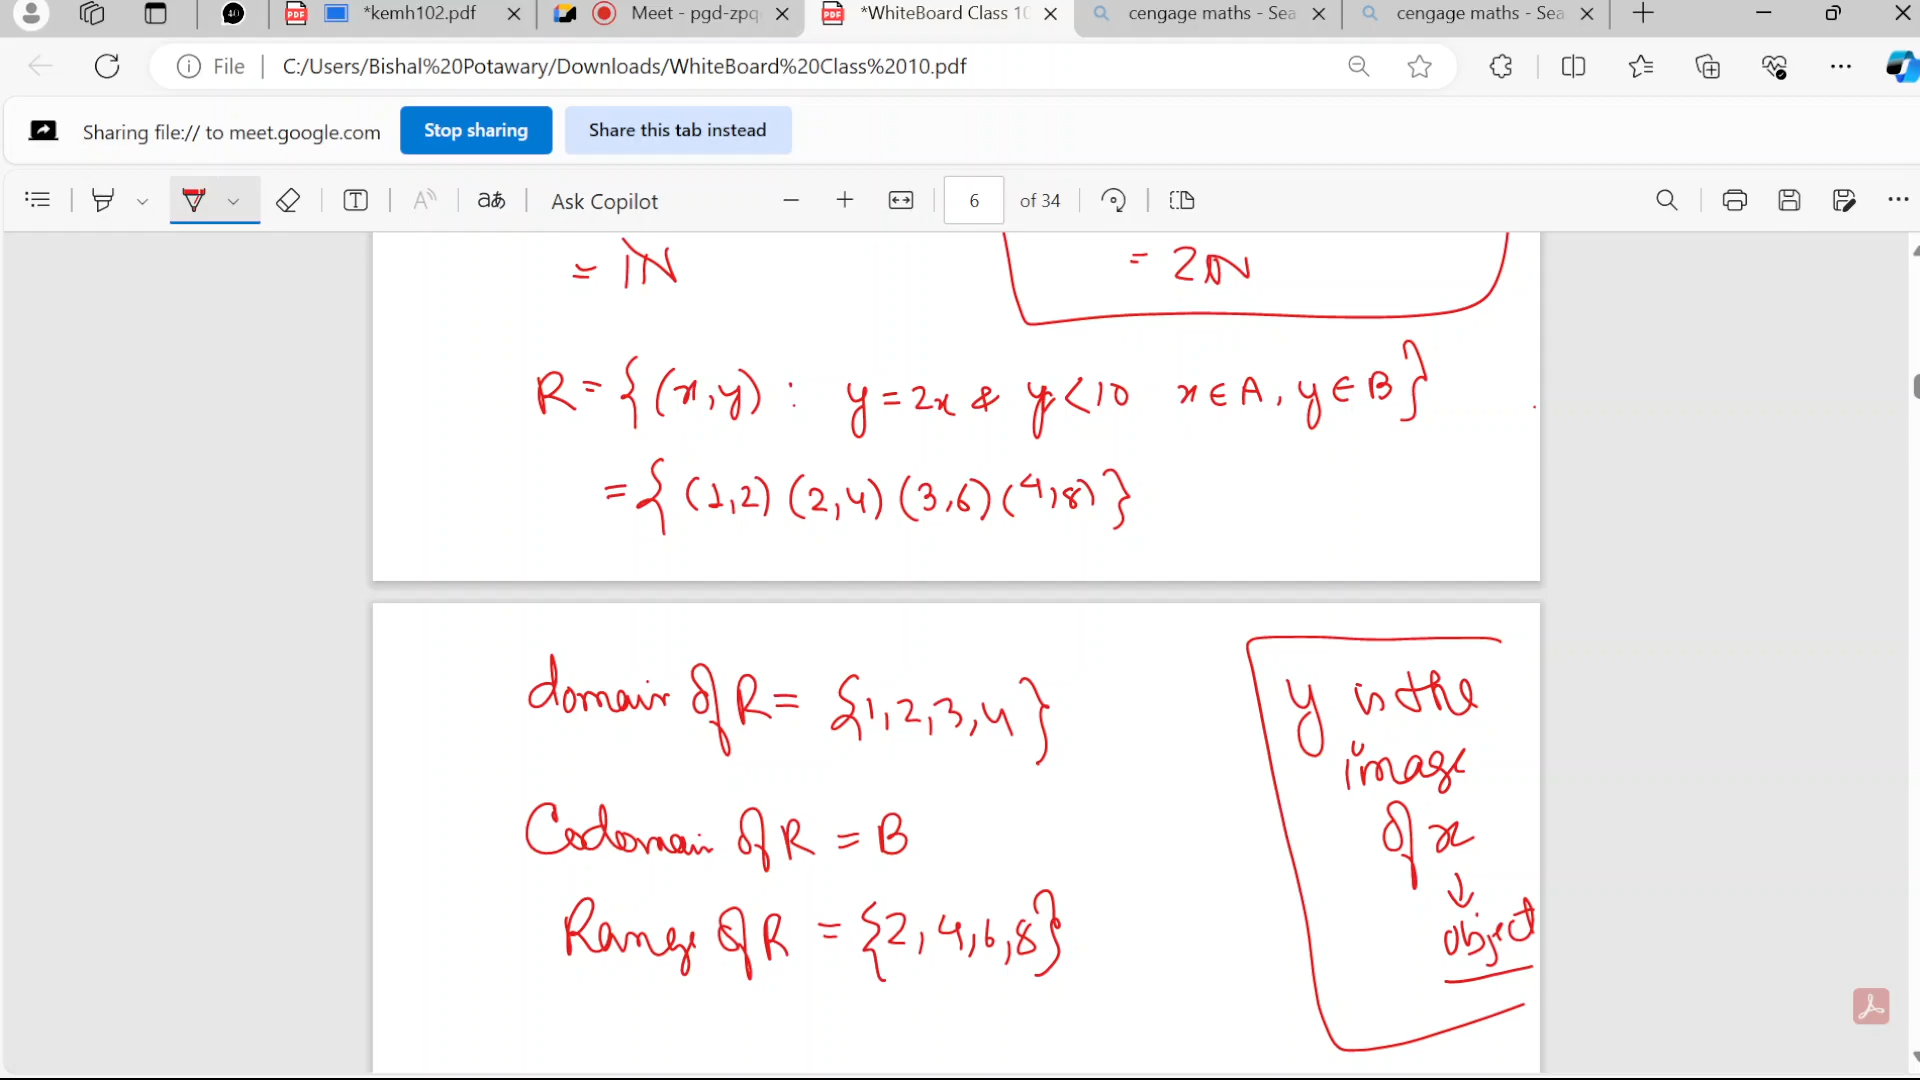 *kemh102.pdf
Meet - pgd-zpq
*WhiteBoard Class 10
cengage maths - Sea
cengage maths - Sea
File
C:/Users/Bishal%20Potawary/Downloads/WhiteBoard%20Class%2010.pdf
Sharing file:// to meet.google.com
Stop sharing
Share this tab instead
aあ
Ask Copilot
6
of 34
= IN
= 2N
R = {(x,y) : y = 2x & y < 10 x ∈ A, y ∈ B}
= {(1,2) (2,4) (3,6) (4,8)}
domain of R = {1,2,3,4}
Codomain of R = B
Range of R = {2,4,6,8}
y is the
image
of x
↓
object